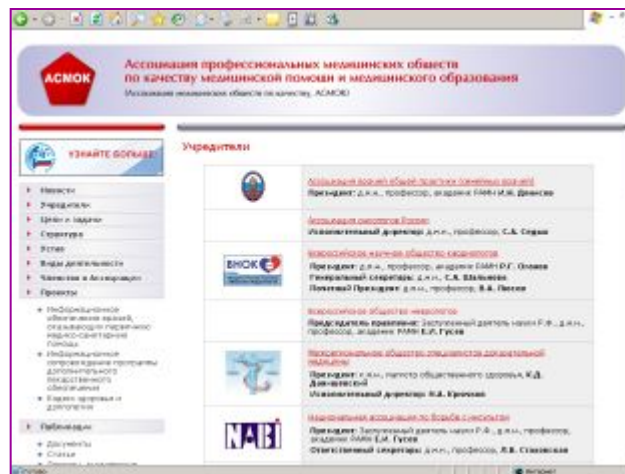 АСМОК
Ассоциация профессиональных медицинских обществ
по качеству медицинской помощи и медицинского образования
(Ассоциация медицинских обществ по качеству, АСМОК)
УЗНАЙТЕ БОЛЬШЕ
Новости
Учредители
Цели и задачи
Структура
Устав
Виды деятельности
Членство в Ассоциации
Проекты
Информационное
обеспечение врачей,
оказывающих первичную
медико-санитарную
помощь
Информационное
сопровождение программы
дополнительного
лекарственного
обеспечения
Кодекс здоровья и
долголетия
Публикации
Документы
Статьи
Учредители
Ассоциация врачей общей практики (семейных врачей)
Президент: д.м.н., профессор, академик РАМН И.Н. Денисов
Ассоциация онкологов России
Исполнительный директор: д.м.н., профессор, С.А. Седых
ВНОК
Всероссийское научное общество кардиологов
Президент: д.м.н., профессор, академик РАМН Р.Г. Оганов
Генеральный секретарь: д.м.н., С.А. Шальнова
Почетный Президент: д.м.н., профессор,
Всероссийское общество неврологов
Председатель правления: Заслуженный деятель науки Р.Ф., д.м.н.,
профессор, академик РАМН Е.И. Гусев
Межрегиональное общество специалистов доказательной
медицины
Президент: к.м.н., магистр общественного здоровья, К.Д.
Данишевский
Исполнительный директор:
НАБИ
Национальная ассоциация по борьбе с инсультом
Президент: Заслуженный деятель науки Р.Ф., д.м.н., профессор,
академик РАМН Е.И. Гусев
Ответственный секретарь: д.м.н., профессор, Л.В. Стаховская
Интернет